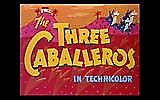 The
THREE
CABALLEROS
IN TECHNICOLOR